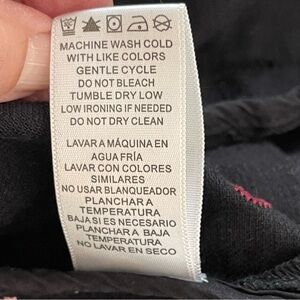 MACHINE WASH COLD
WITH LIKE COLORS
GENTLE CYCLE
DO NOT BLEACH
TUMBLE DRY LOW
LOW IRONING IF NEEDED
DO NOT DRY CLEAN
LAVAR A MÁQUINA EN
AGUA FRÍA
LAVAR CON COLORES
SIMILARES
NO USAR BLANQUEADOR
PLANCHAR A
TEMPERATURA
BAJA SI ES NECESARIO
PLANCHAR A BAJA
TEMPERATURA
NO LAVAR EN SECO